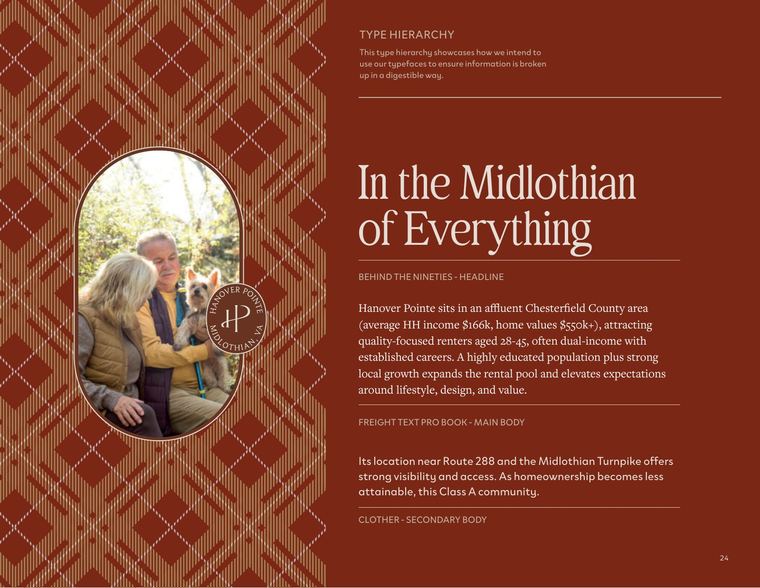 TYPE HIERARCHY
This type hierarchy showcases how we intend to
use our typefaces to ensure information is broken
up in a digestible way.
In the Midlothian
of Everything
BEHIND THE NINETIES - HEADLINE
Hanover Pointe sits in an affluent Chesterfield County area
(average HH income $166k, home values $550k+), attracting
quality-focused renters aged 28-45, often dual-income with
established careers. A highly educated population plus strong
local growth expands the rental pool and elevates expectations
around lifestyle, design, and value.
FREIGHT TEXT PRO BOOK - MAIN BODY
Its location near Route 288 and the Midlothian Turnpike offers
strong visibility and access. As homeownership becomes less
attainable, this Class A community.
CLOTHER - SECONDARY BODY
HANOVER POINTE
HP
MIDLOTHIAN, VA
24